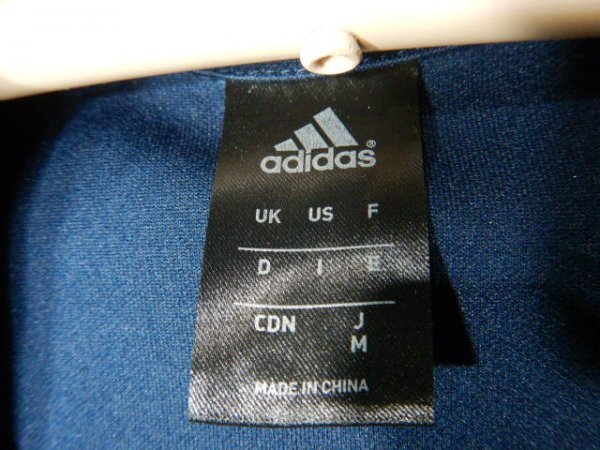 adidas®
UK US F
D I E
CDN J
M
MADE IN CHINA